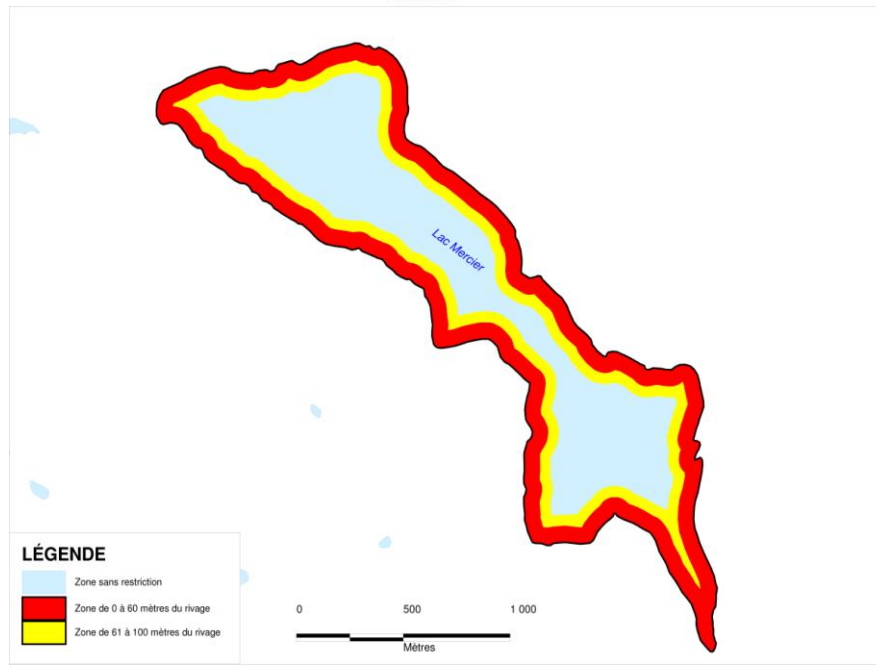 Lac Mercier
LÉGENDE
Zone sans restriction
Zone de 0 à 60 mètres du rivage
Zone de 61 à 100 mètres du rivage
0 500 1 000
Mètres